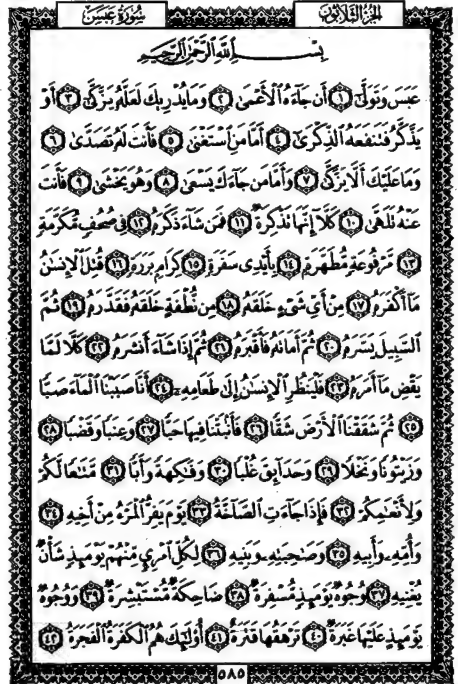 الجزء الثلاثون سورة عبس
بِسْمِ ٱللَّهِ ٱلرَّحْمَٰنِ ٱلرَّحِيمِ
عَبَسَ وَتَوَلَّىٰٓ ١ أَن جَآءَهُ ٱلْأَعْمَىٰ ٢ وَمَا يُدْرِيكَ لَعَلَّهُۥ يَزَّكَّىٰٓ ٣ أَوْ
يَذَّكَّرُ فَتَنفَعَهُ ٱلذِّكْرَىٰٓ ٤ أَمَّا مَنِ ٱسْتَغْنَىٰ ٥ فَأَنتَ لَهُۥ تَصَدَّىٰ ٦
وَمَا عَلَيْكَ أَلَّا يَزَّكَّىٰ ٧ وَأَمَّا مَن جَآءَكَ يَسْعَىٰ ٨ وَهُوَ يَخْشَىٰ ٩ فَأَنتَ
عَنْهُ تَلَهَّىٰ ١٠ كَلَّآ إِنَّهَا تَذْكِرَةٌ ١١ فَمَن شَآءَ ذَكَرَهُۥ ١٢ فِى صُحُفٍ مُّكَرَّمَةٍ
١٣ مَّرْفُوعَةٍ مُّطَهَّرَةٍۭ ١٤ بِأَيْدِى سَفَرَةٍ ١٥ كِرَامٍۭ بَرَرَةٍ ١٦ قُتِلَ ٱلْإِنسَٰنُ
مَآ أَكْفَرَهُۥ ١٧ مِنْ أَىِّ شَىْءٍ خَلَقَهُۥ ١٨ مِن نُّطْفَةٍ خَلَقَهُۥ فَقَدَّرَهُۥ ١٩ ثُمَّ
ٱلسَّبِيلَ يَسَّرَهُۥ ٢٠ ثُمَّ أَمَاتَهُۥ فَأَقْبَرَهُۥ ٢١ ثُمَّ إِذَا شَآءَ أَنشَرَهُۥ ٢٢ كَلَّا لَمَّا
يَقْضِ مَآ أَمَرَهُۥ ٢٣ فَلْيَنظُرِ ٱلْإِنسَٰنُ إِلَىٰ طَعَامِهِۦٓ ٢٤ أَنَّا صَبَبْنَا ٱلْمَآءَ صَبًّا
٢٥ ثُمَّ شَقَقْنَا ٱلْأَرْضَ شَقًّا ٢٦ فَأَنۢبَتْنَا فِيهَا حَبًّا ٢٧ وَعِنَبًا وَقَضْبًا ٢٨
وَزَيْتُونًا وَنَخْلًا ٢٩ وَحَدَآئِقَ غُلْبًا ٣٠ وَفَٰكِهَةً وَأَبًّا ٣١ مَّتَٰعًا لَّكُمْ
وَلِأَنْعَٰمِكُمْ ٣٢ فَإِذَا جَآءَتِ ٱلصَّآخَّةُ ٣٣ يَوْمَ يَفِرُّ ٱلْمَرْءُ مِنْ أَخِيهِ ٣٤
وَأُمِّهِۦ وَأَبِيهِ ٣٥ وَصَٰحِبَتِهِۦ وَبَنِيهِ ٣٦ لِكُلِّ ٱمْرِئٍ مِّنْهُمْ يَوْمَئِذٍ شَأْنٌ
يُغْنِيهِ ٣٧ وُجُوهٌ يَوْمَئِذٍ مُّسْفِرَةٌ ٣٨ ضَاحِكَةٌ مُّسْتَبْشِرَةٌ ٣٩ وَوُجُوهٌ
يَوْمَئِذٍ عَلَيْهَا غَبَرَةٌ ٤٠ تَرْهَقُهَا قَتَرَةٌ ٤١ أُو۟لَٰٓئِكَ هُمُ ٱلْكَفَرَةُ ٱلْفَجَرَةُ ٤٢
٥٨٥